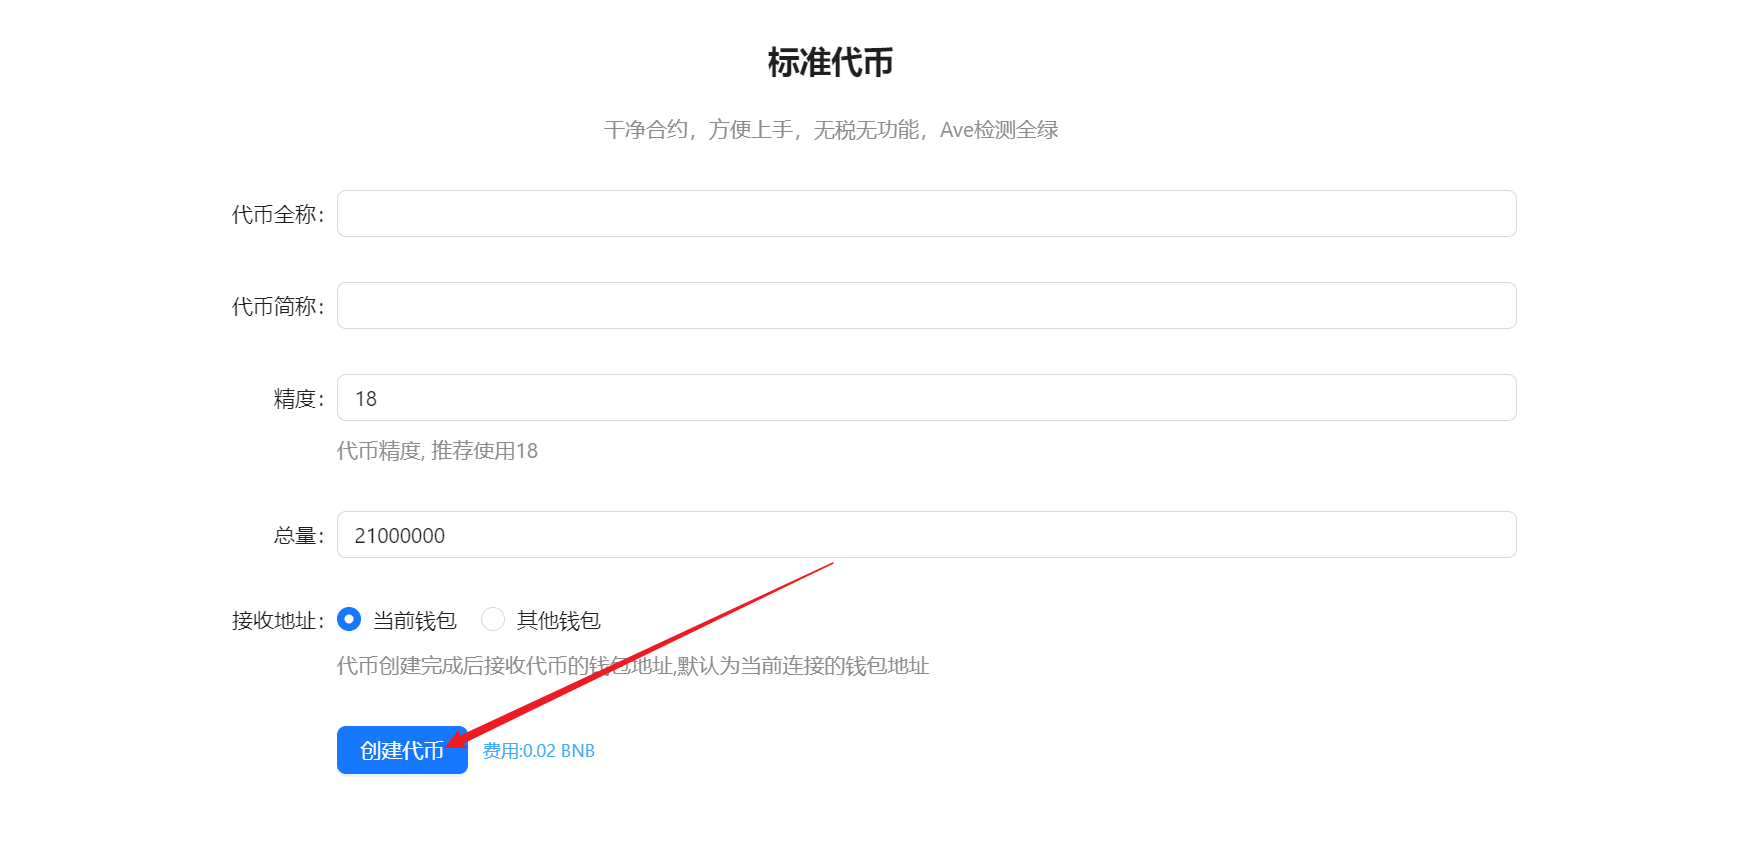 标准代币
干净合约，方便上手，无税无功能，Ave检测全绿
代币全称：
代币简称：
精度： 18
代币精度, 推荐使用18
总量： 21000000
接收地址： 当前钱包 其他钱包
代币创建完成后接收代币的钱包地址,默认为当前连接的钱包地址
创建代币 费用:0.02 BNB